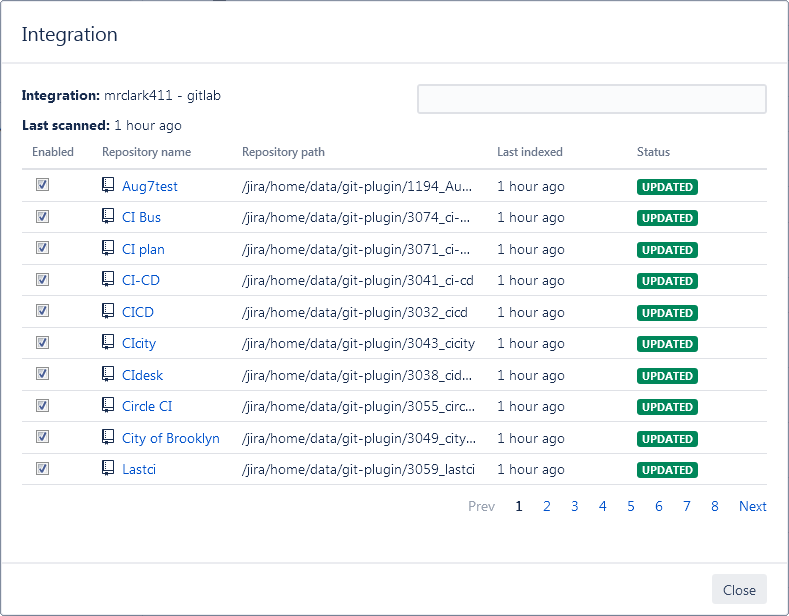 Integration
Integration: mrclark411 - gitlab
Last scanned: 1 hour ago
Enabled Repository name Repository path Last indexed Status
Aug7test /jira/home/data/git-plugin/1194_Au... 1 hour ago UPDATED
CI Bus /jira/home/data/git-plugin/3074_ci-... 1 hour ago UPDATED
CI plan /jira/home/data/git-plugin/3071_ci-... 1 hour ago UPDATED
CI-CD /jira/home/data/git-plugin/3041_ci-cd 1 hour ago UPDATED
CICD /jira/home/data/git-plugin/3032_cicd 1 hour ago UPDATED
CIcity /jira/home/data/git-plugin/3043_cicity 1 hour ago UPDATED
CIdesk /jira/home/data/git-plugin/3038_cid... 1 hour ago UPDATED
Circle CI /jira/home/data/git-plugin/3055_circ... 1 hour ago UPDATED
City of Brooklyn /jira/home/data/git-plugin/3049_city... 1 hour ago UPDATED
Lastci /jira/home/data/git-plugin/3059_lastci 1 hour ago UPDATED
Prev 1 2 3 4 5 6 7 8 Next
Close